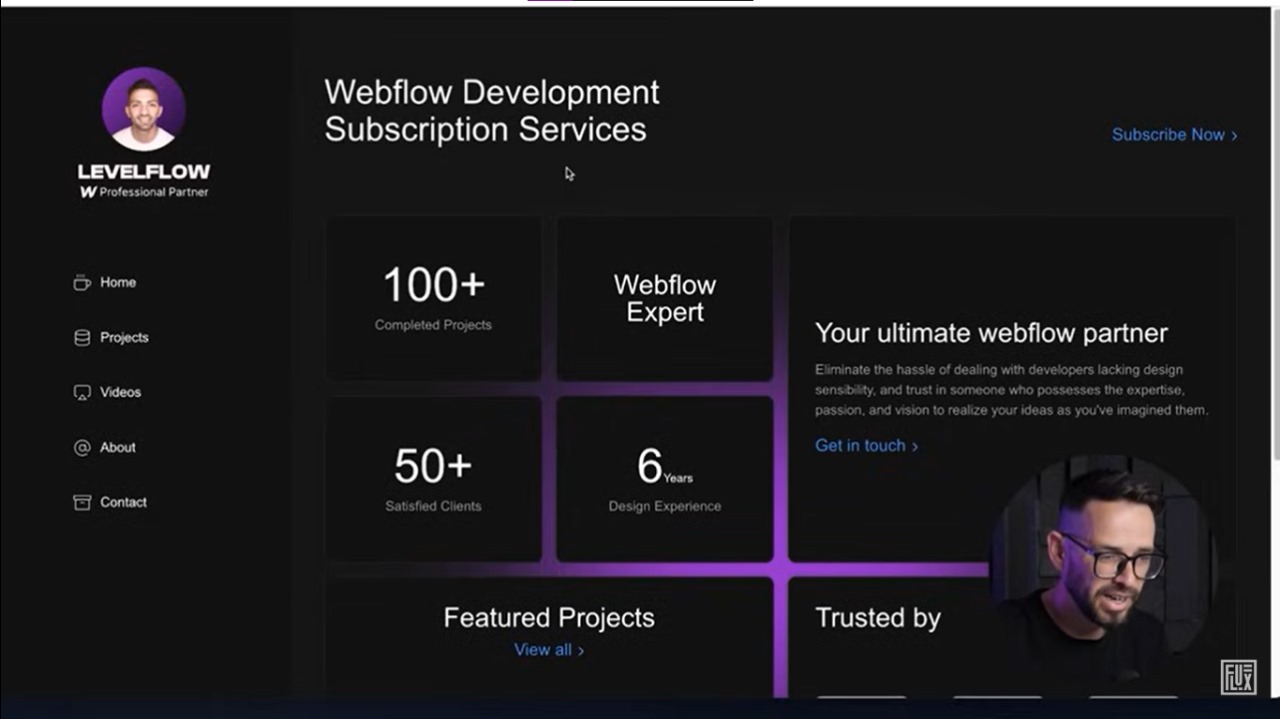 LEVELFLOW
W Professional Partner
Home
Projects
Videos
About
Contact
Webflow Development
Subscription Services
Subscribe Now
100+
Completed Projects
Webflow
Expert
50+
Satisfied Clients
6 Years
Design Experience
Your ultimate webflow partner
Eliminate the hassle of dealing with developers lacking design
sensibility, and trust in someone who possesses the expertise,
passion, and vision to realize your ideas as you've imagined them.
Get in touch
Featured Projects
View all
Trusted by
FLUX